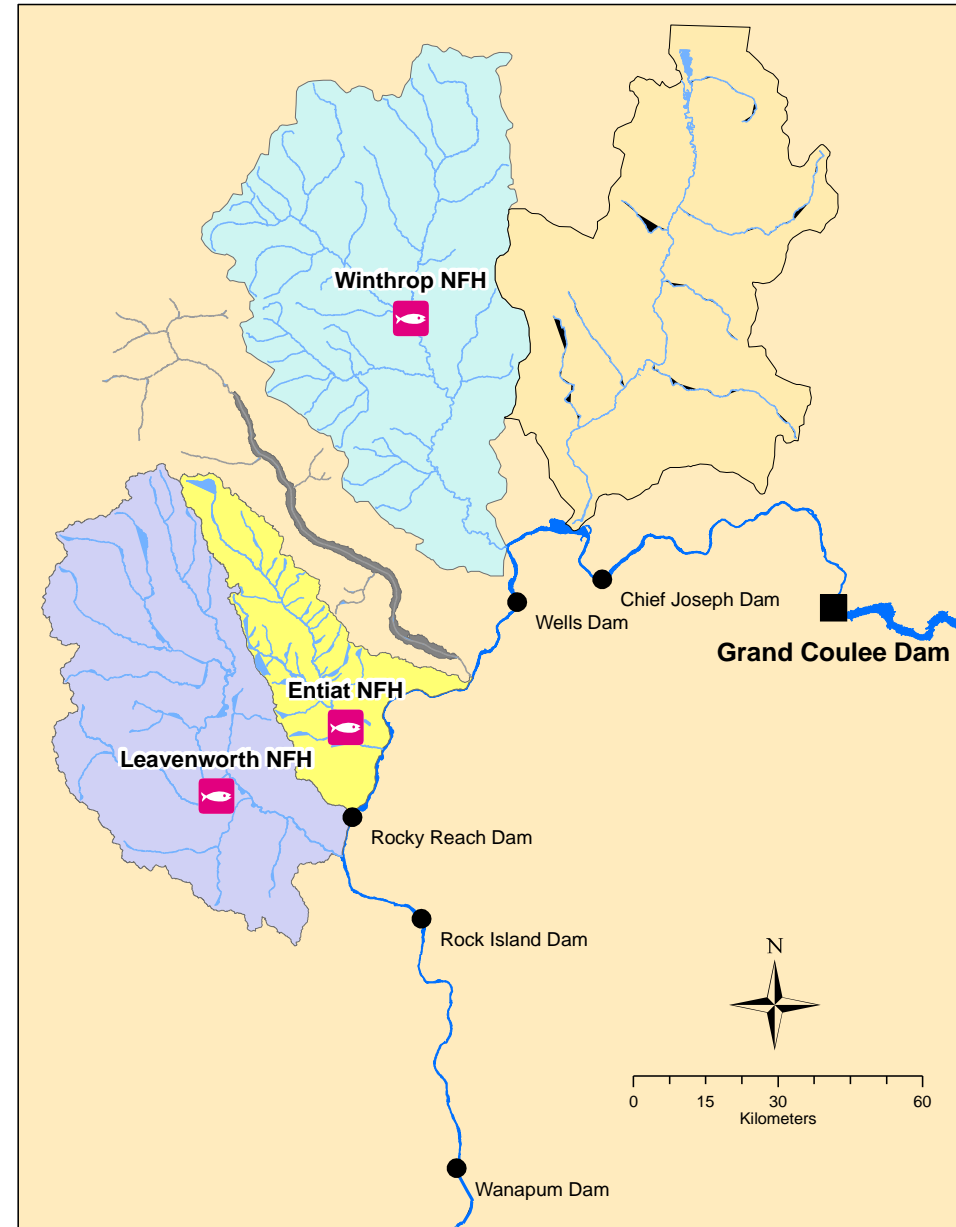 Winthrop NFH
Chief Joseph Dam
Wells Dam
Grand Coulee Dam
Entiat NFH
Leavenworth NFH
Rocky Reach Dam
Rock Island Dam
N
0 15 30 60
Kilometers
Wanapum Dam